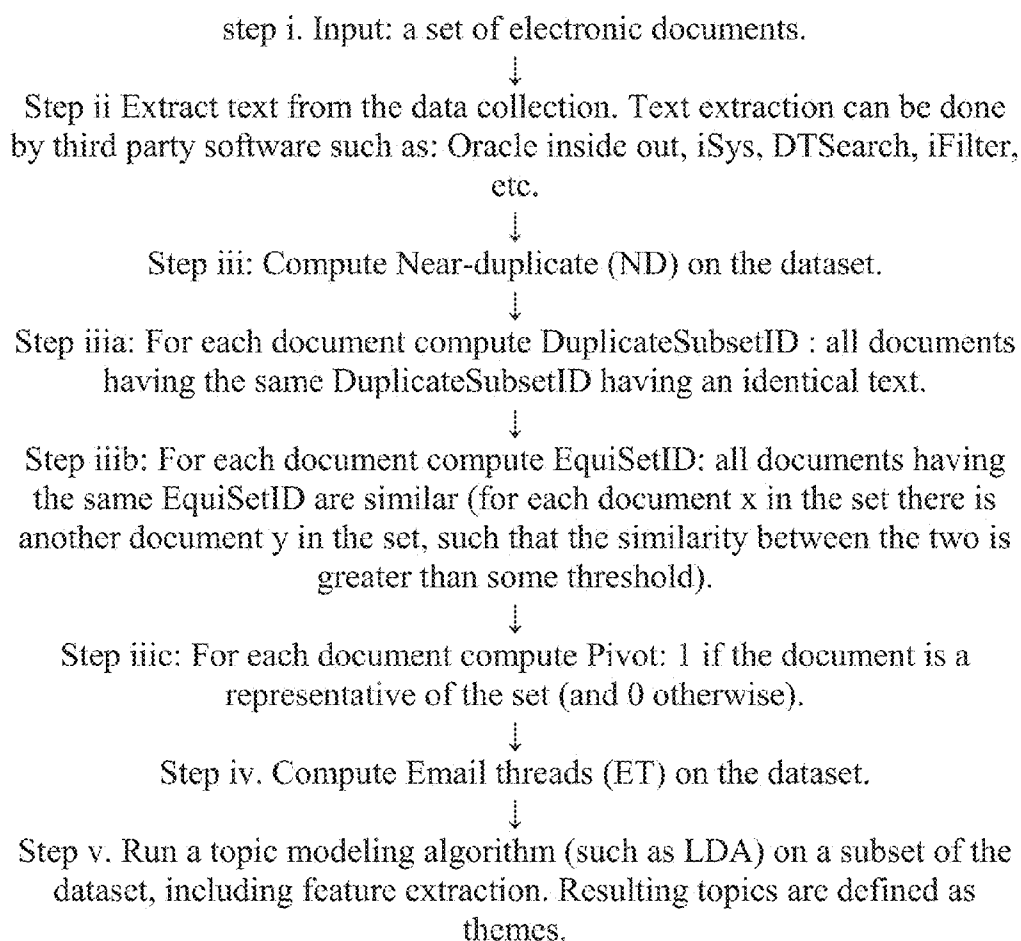 step i. Input: a set of electronic documents.
↓
Step ii Extract text from the data collection. Text extraction can be done
by third party software such as: Oracle inside out, iSys, DTSearch, iFilter,
etc.
↓
Step iii: Compute Near-duplicate (ND) on the dataset.
↓
Step iiia: For each document compute DuplicateSubsetID : all documents
having the same DuplicateSubsetID having an identical text.
↓
Step iiib: For each document compute EquiSetID: all documents having
the same EquiSetID are similar (for each document x in the set there is
another document y in the set, such that the similarity between the two is
greater than some threshold).
↓
Step iiic: For each document compute Pivot: 1 if the document is a
representative of the set (and 0 otherwise).
↓
Step iv. Compute Email threads (ET) on the dataset.
↓
Step v. Run a topic modeling algorithm (such as LDA) on a subset of the
dataset, including feature extraction. Resulting topics are defined as
themes.